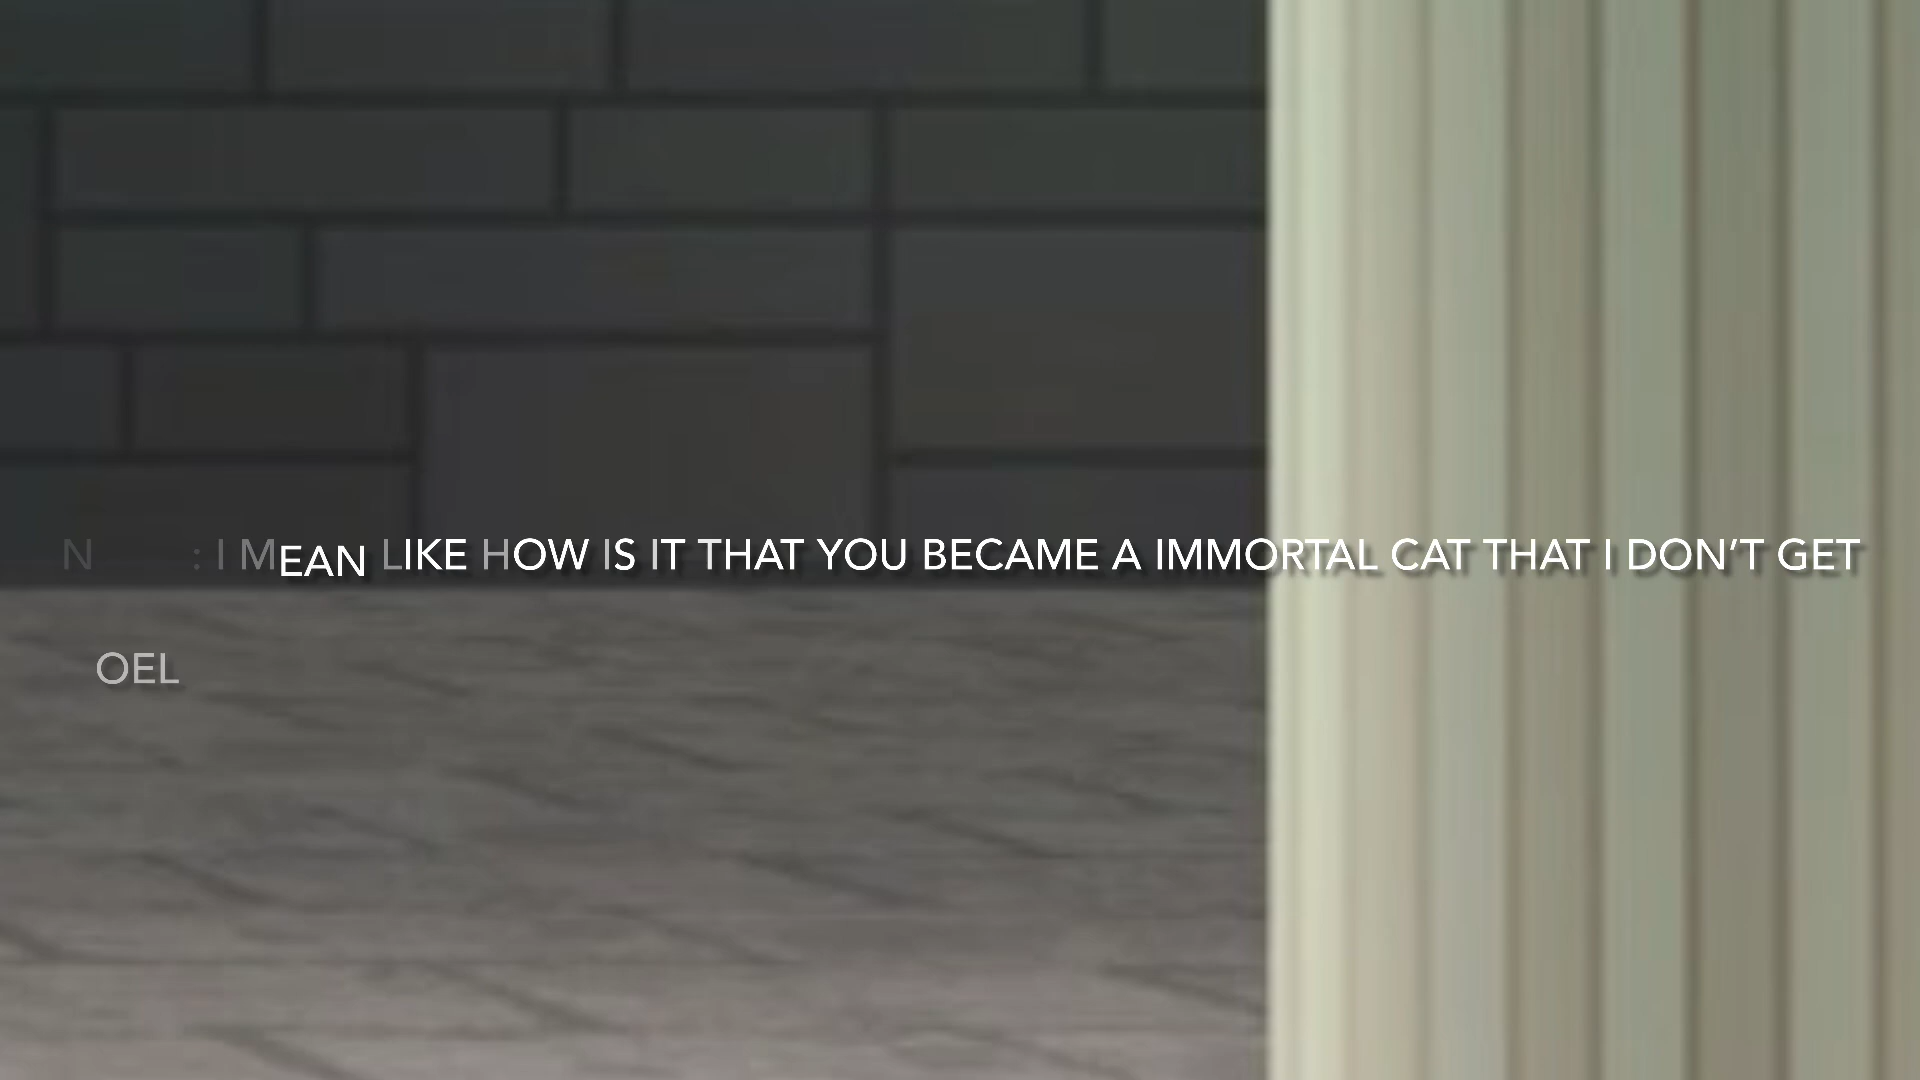 N : I MEAN LIKE HOW IS IT THAT YOU BECAME A IMMORTAL CAT THAT I DON’T GET
OEL